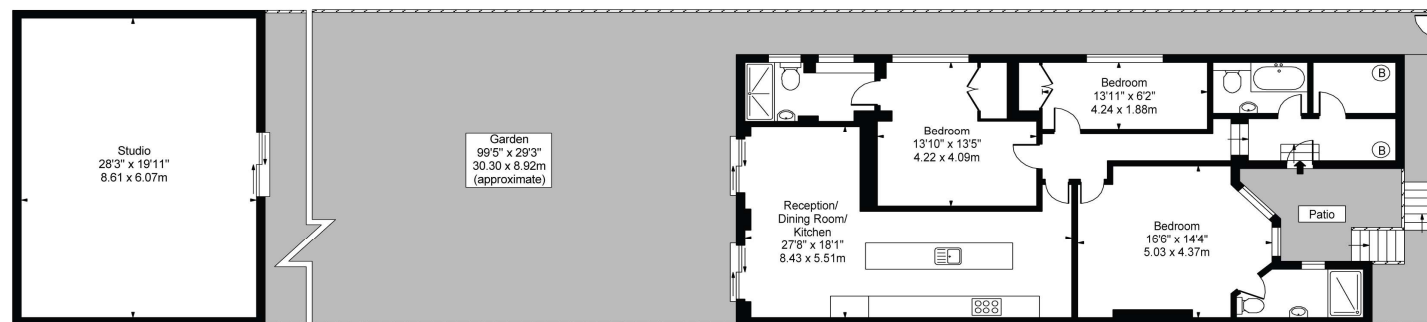 Studio
28'3" x 19'11"
8.61 x 6.07m
Garden
99'5" x 29'3"
30.30 x 8.92m
(approximate)
Reception/
Dining Room/
Kitchen
27'8" x 18'1"
8.43 x 5.51m
Bedroom
13'10" x 13'5"
4.22 x 4.09m
Bedroom
13'11" x 6'2"
4.24 x 1.88m
B
B
Bedroom
16'6" x 14'4"
5.03 x 4.37m
Patio